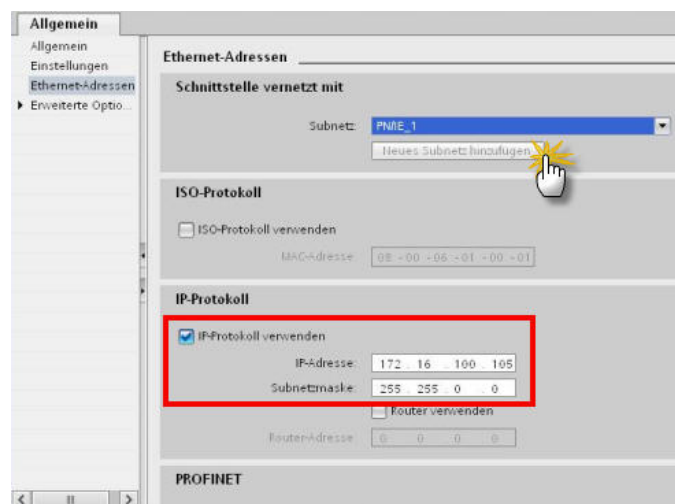 Allgemein
Allgemein
Einstellungen
Ethernet-Adressen
Erweiterte Optio...
Ethernet-Adressen
Schnittstelle vernetzt mit
Subnetz: PN/IE_1
Neues Subnetz hinzufügen
ISO-Protokoll
ISO-Protokoll verwenden
MAC-Adresse: 08 -00 -06 -01 -00 -01
IP-Protokoll
IP-Protokoll verwenden
IP-Adresse: 172 . 16 . 100 . 105
Subnetzmaske: 255 . 255 . 0 . 0
Router verwenden
Router-Adresse: 0 . 0 . 0 . 0
PROFINET